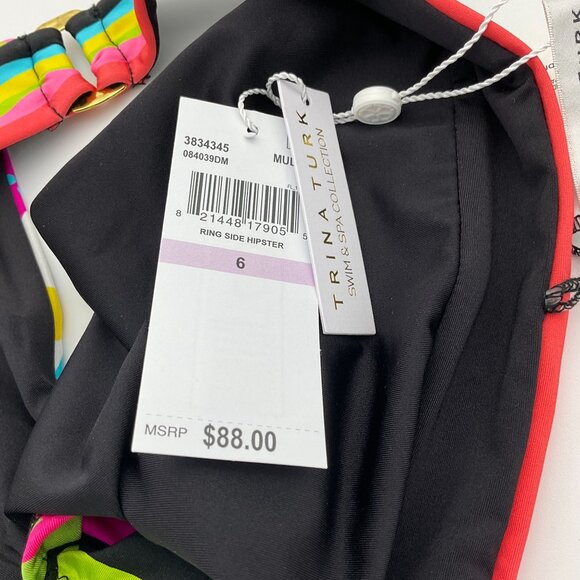 3834345
084039DM
MUL
8 21448 17905 5
RING SIDE HIPSTER
6
MSRP $88.00
TRINA TURK
SWIM & SPA COLLECTION
TURK